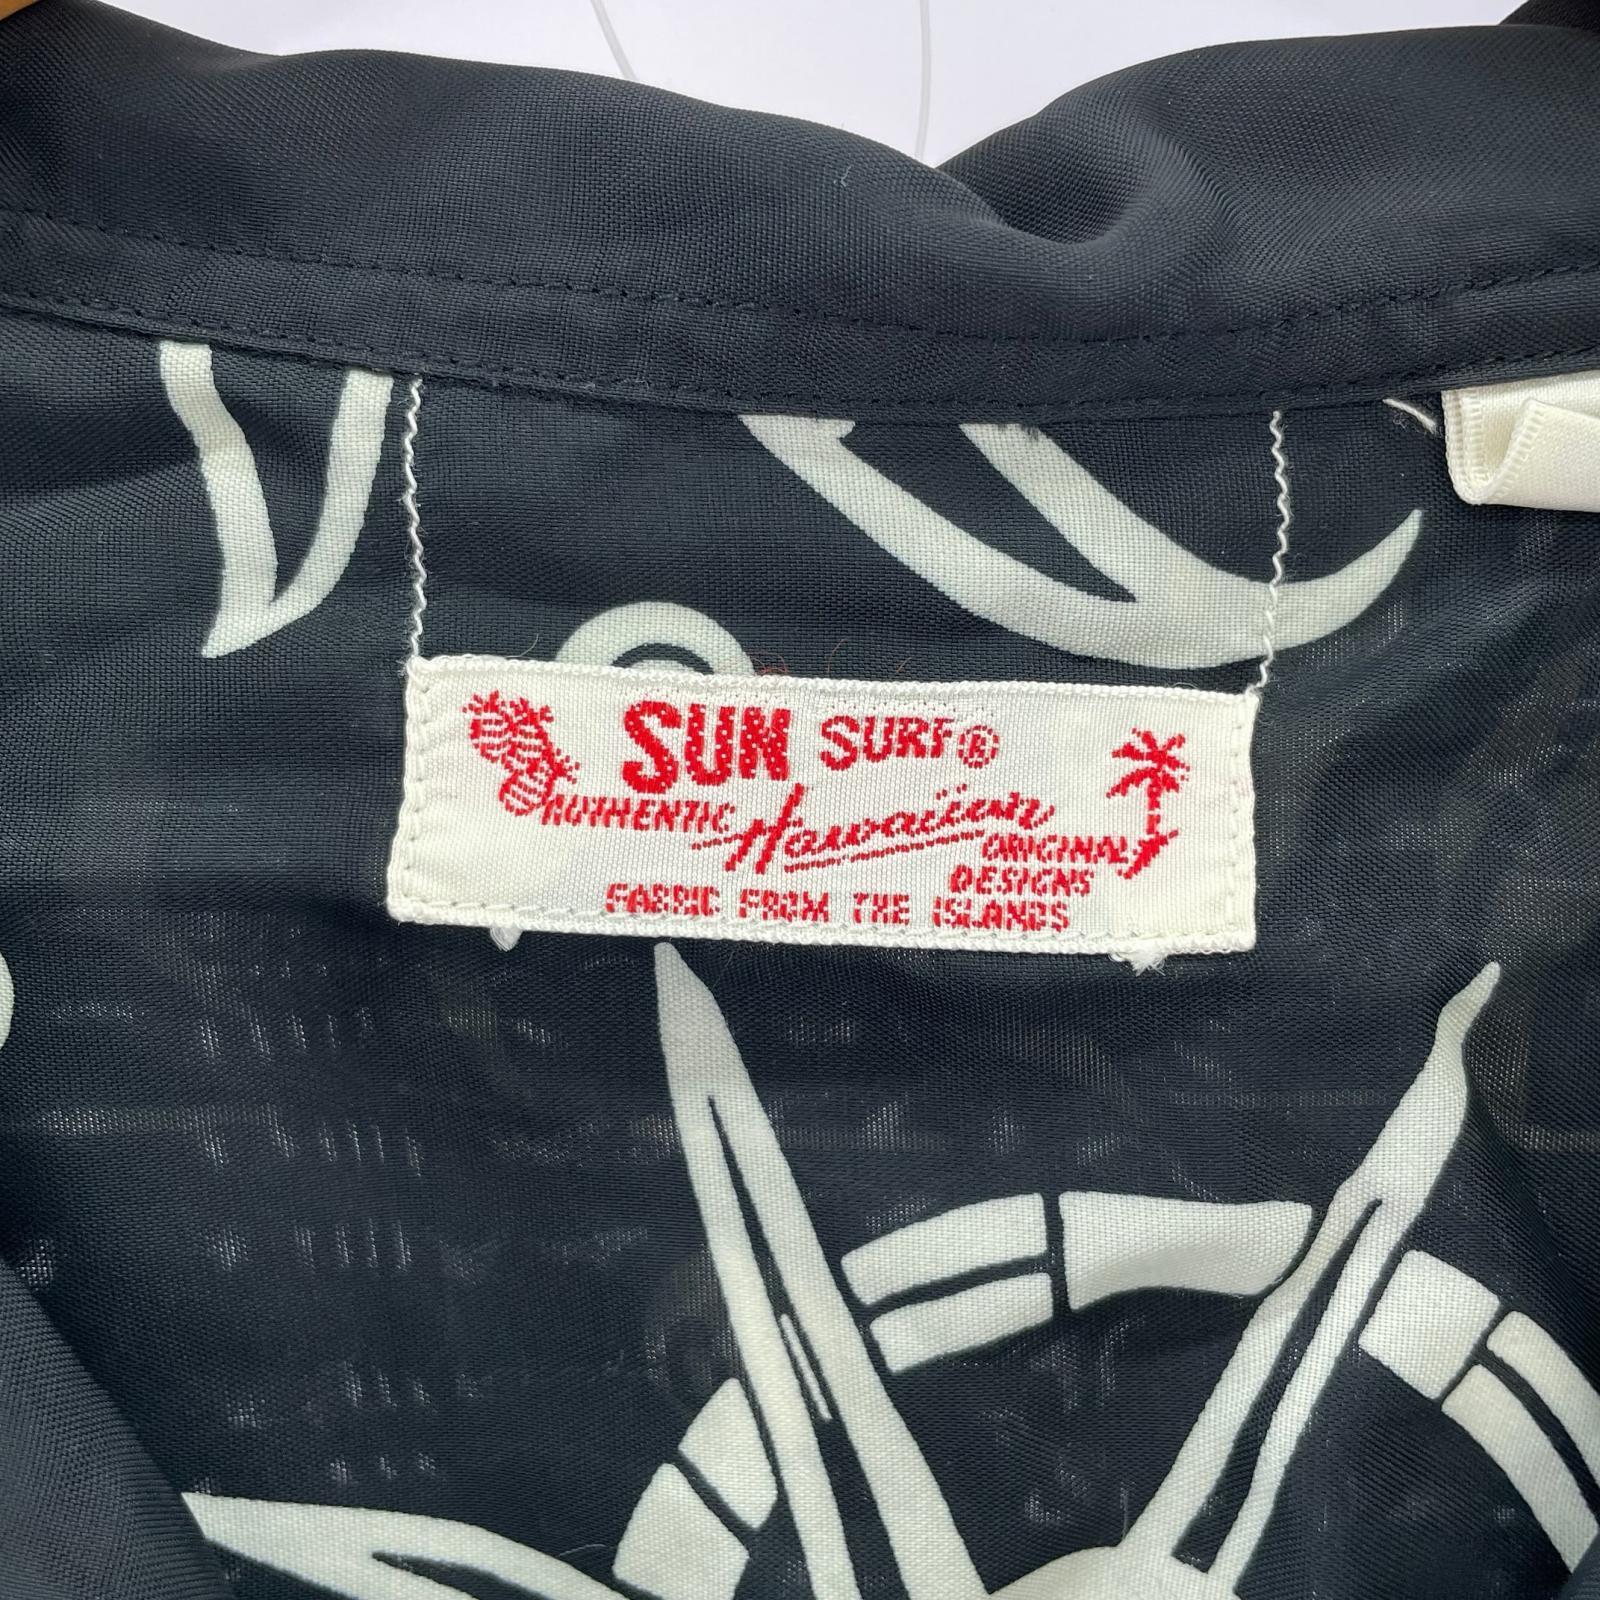 SUN SURF®
AUTHENTIC Hawaiian ORIGINAL
DESIGNS
FABRIC FROM THE ISLANDS